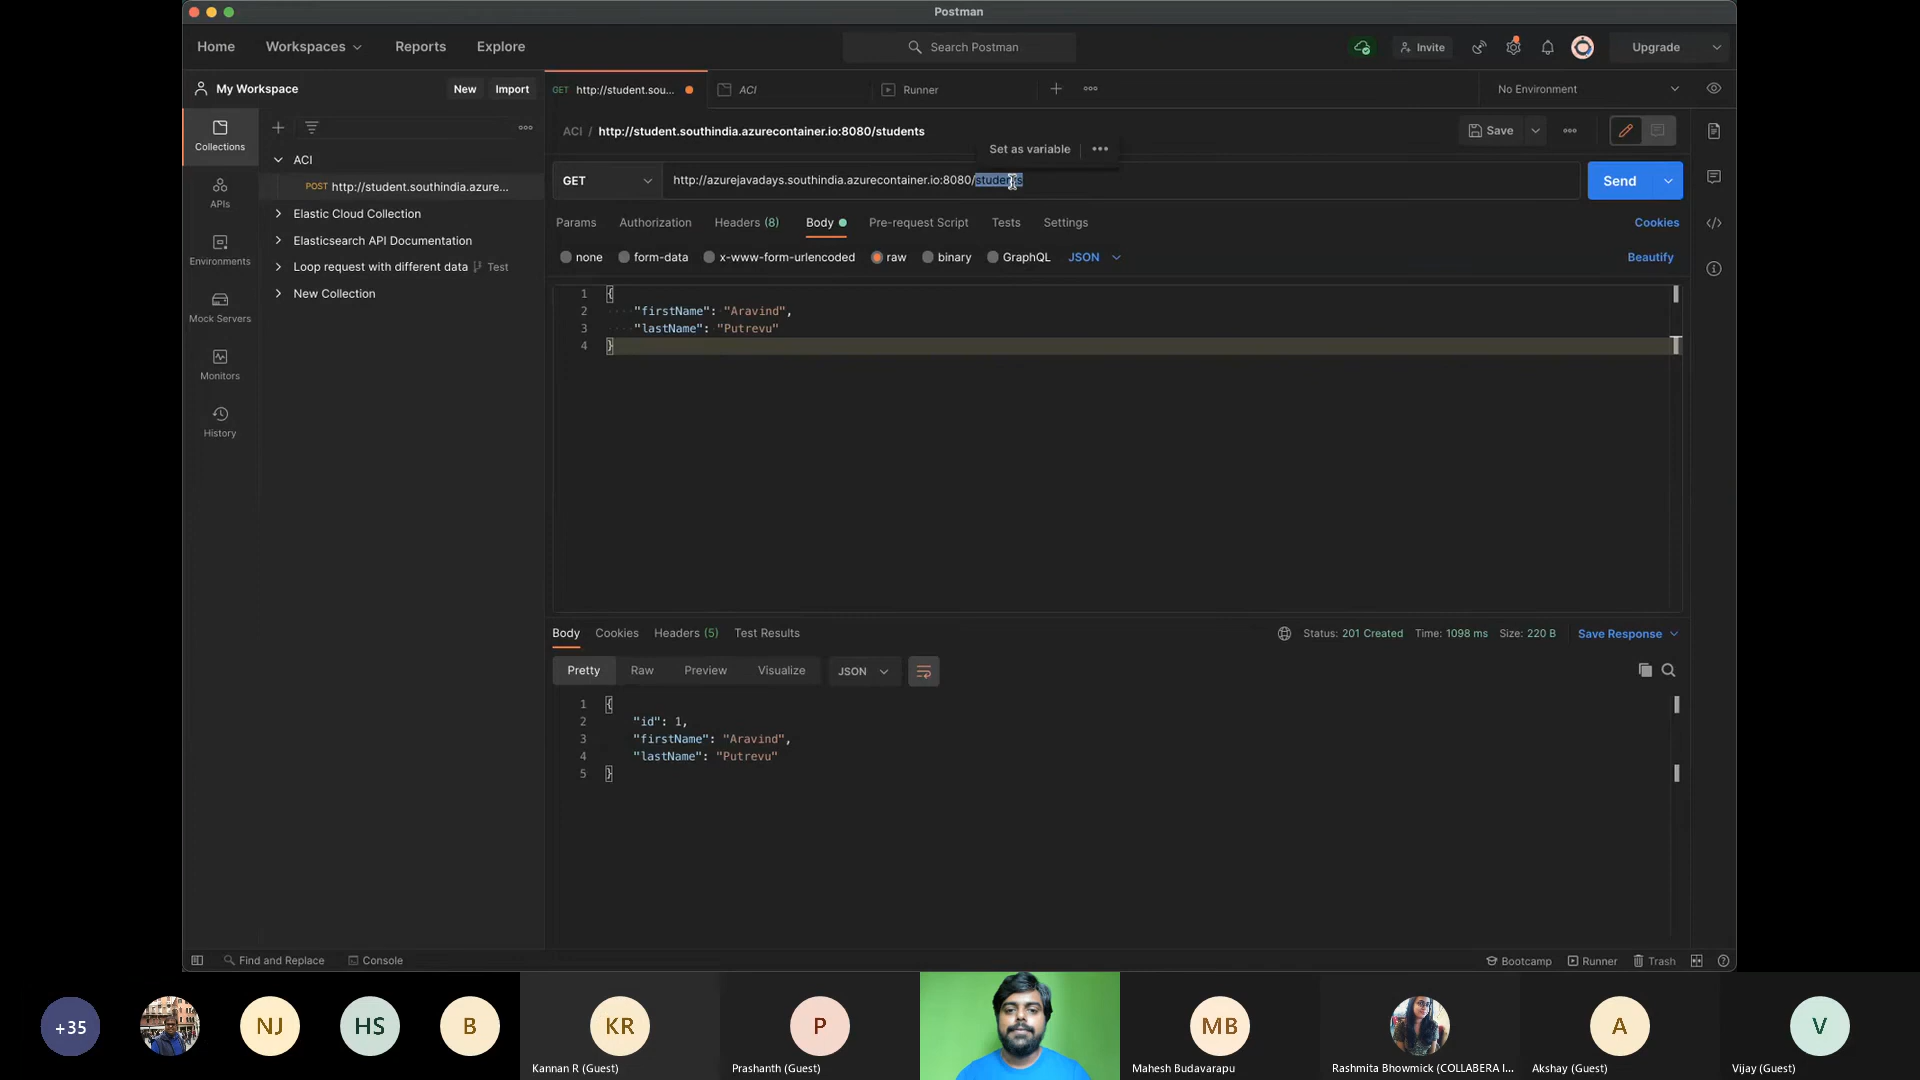 Postman
Home
Workspaces
Reports
Explore
Search Postman
Invite
Upgrade
My Workspace
New
Import
GET http://student.sou...
ACI
Runner
No Environment
Collections
APIs
Environments
Mock Servers
Monitors
History
ACI
POST http://student.southindia.azure...
Elastic Cloud Collection
Elasticsearch API Documentation
Loop request with different data Test
New Collection
ACI / http://student.southindia.azurecontainer.io:8080/students
Save
Set as variable
GET
http://azurejavadays.southindia.azurecontainer.io:8080/students
Send
Params
Authorization
Headers (8)
Body
Pre-request Script
Tests
Settings
Cookies
none
form-data
x-www-form-urlencoded
raw
binary
GraphQL
JSON
Beautify
1 {
2 "firstName": "Aravind",
3 "lastName": "Putrevu"
4 }
Body
Cookies
Headers (5)
Test Results
Status: 201 Created Time: 1098 ms Size: 220 B
Save Response
Pretty
Raw
Preview
Visualize
JSON
1 {
2 "id": 1,
3 "firstName": "Aravind",
4 "lastName": "Putrevu"
5 }
Find and Replace
Console
Bootcamp
Runner
Trash
+35
NJ
HS
B
KR
Kannan R (Guest)
P
Prashanth (Guest)
MB
Mahesh Budavarapu
Rashmita Bhowmick (COLLABERA I...
A
Akshay (Guest)
V
Vijay (Guest)